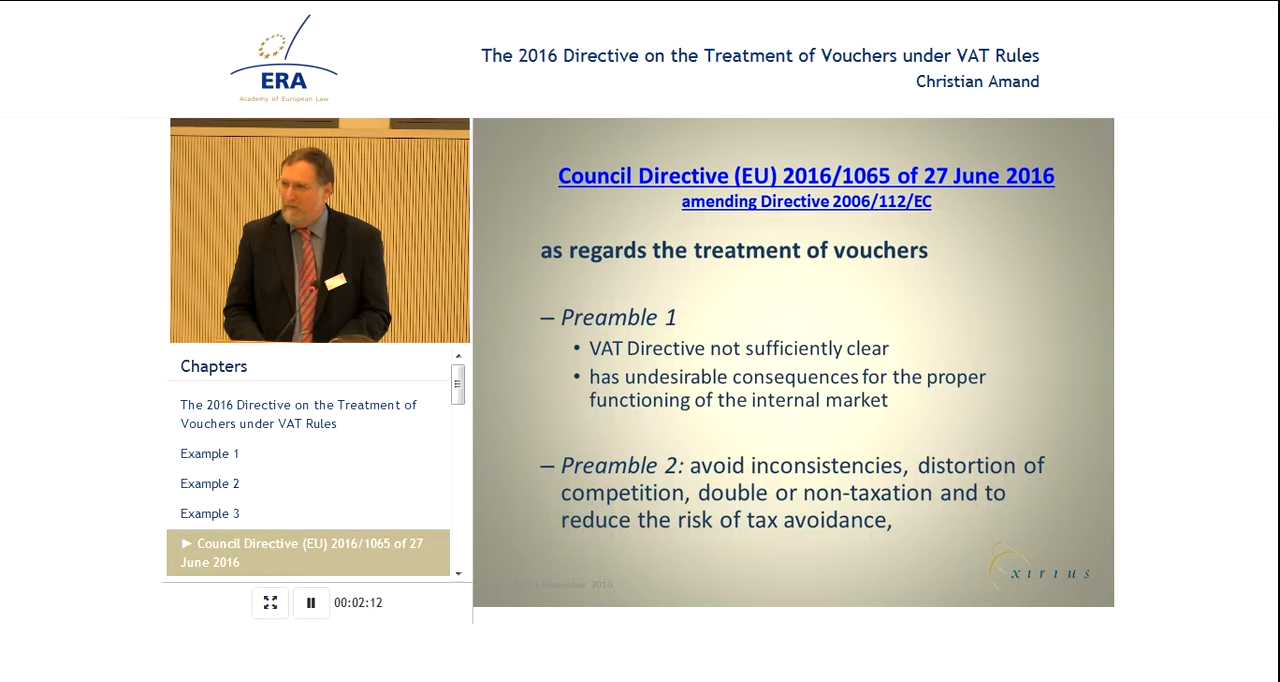 ERA
Academy of European Law
The 2016 Directive on the Treatment of Vouchers under VAT Rules
Christian Amand
Chapters
The 2016 Directive on the Treatment of
Vouchers under VAT Rules
Example 1
Example 2
Example 3
► Council Directive (EU) 2016/1065 of 27
June 2016
00:02:12
Council Directive (EU) 2016/1065 of 27 June 2016
amending Directive 2006/112/EC
as regards the treatment of vouchers
– Preamble 1
• VAT Directive not sufficiently clear
• has undesirable consequences for the proper
functioning of the internal market
– Preamble 2: avoid inconsistencies, distortion of
competition, double or non-taxation and to
reduce the risk of tax avoidance,
xirius